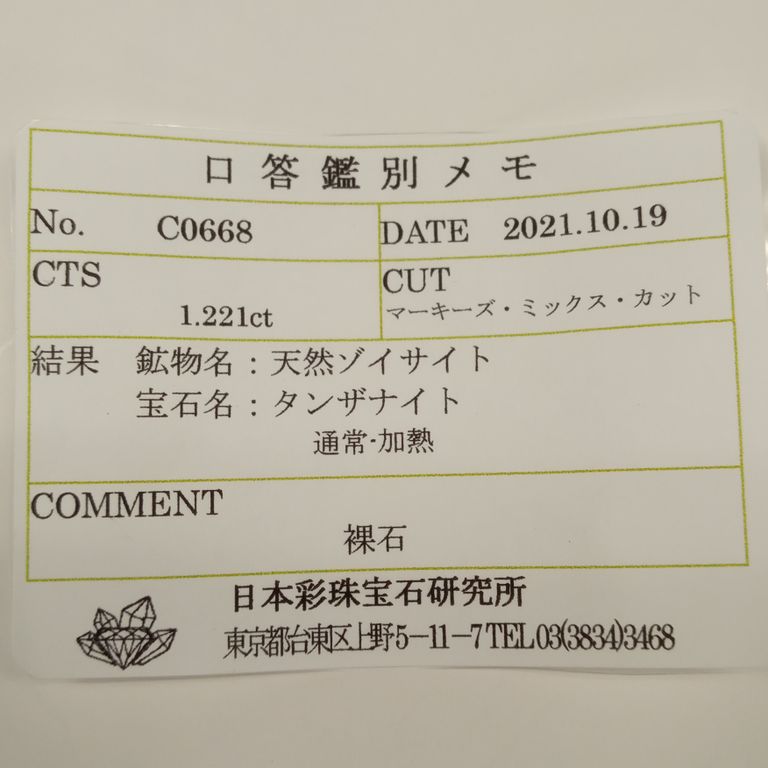 口答鑑別メモ
No. C0668 DATE 2021.10.19
CTS CUT
1.221ct マーキーズ・ミックス・カット
結果 鉱物名：天然ゾイサイト
宝石名：タンザナイト
通常・加熱
COMMENT
裸石
日本彩珠宝石研究所
東京都台東区上野5－11－7 TEL 03(3834)3468